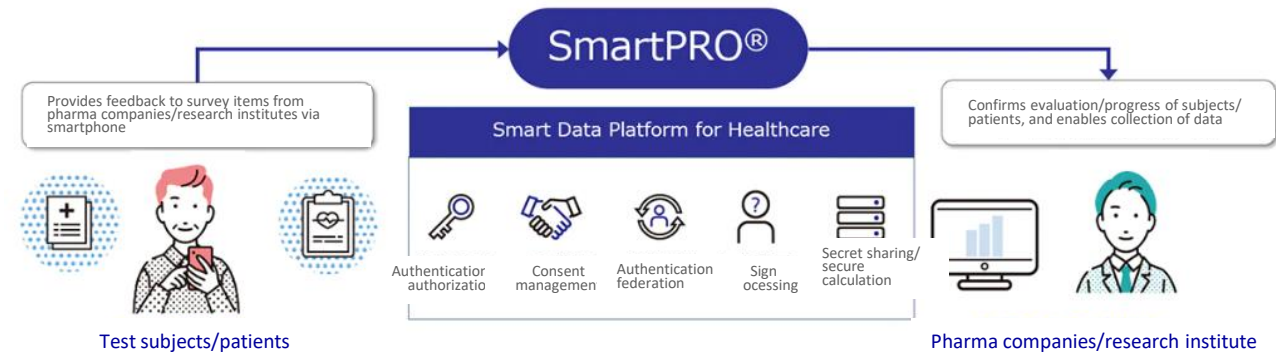 SmartPRO®
Provides feedback to survey items from
pharma companies/research institutes via
smartphone
Confirms evaluation/progress of subjects/
patients, and enables collection of data
Smart Data Platform for Healthcare
?
Authentication
authorizatio
Consent
managemen
Authentication
federation
Sign
ocessing
Secret sharing/
secure
calculation
Test subjects/patients
Pharma companies/research institute